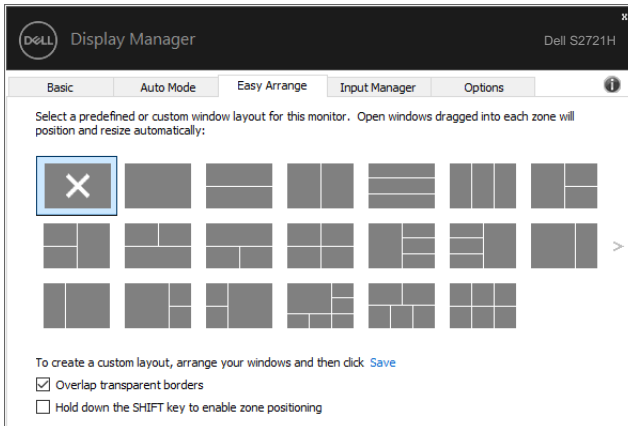 x
DELL Display Manager
Dell S2721H
Basic Auto Mode Easy Arrange Input Manager Options
Select a predefined or custom window layout for this monitor. Open windows dragged into each zone will
position and resize automatically:
To create a custom layout, arrange your windows and then click Save
Overlap transparent borders
Hold down the SHIFT key to enable zone positioning